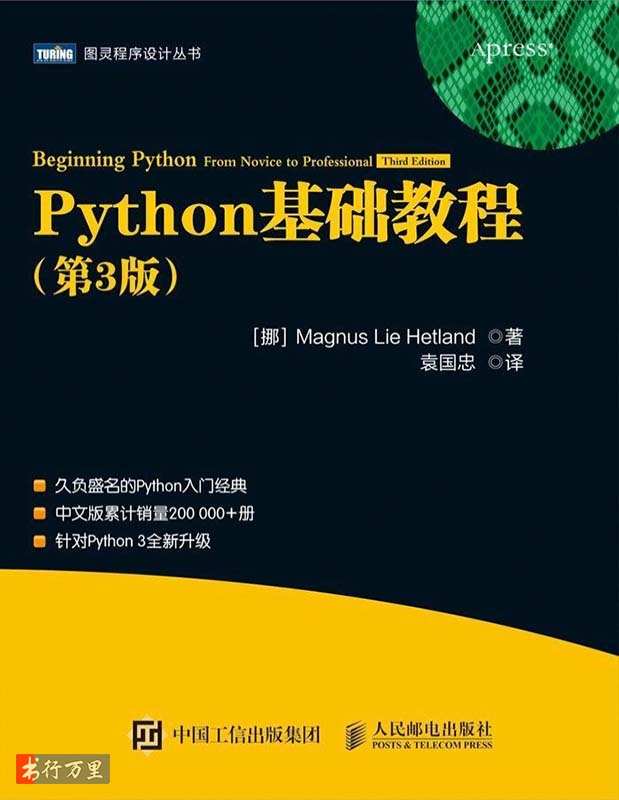 TURING 图灵程序设计丛书
Apress®
Beginning Python From Novice to Professional Third Edition
Python基础教程
（第3版）
［挪］Magnus Lie Hetland ◎著
袁国忠 ◎译
久负盛名的Python入门经典
中文版累计销量200 000+册
针对Python 3全新升级
中国工信出版集团
人民邮电出版社
POSTS & TELECOM PRESS
书行万里